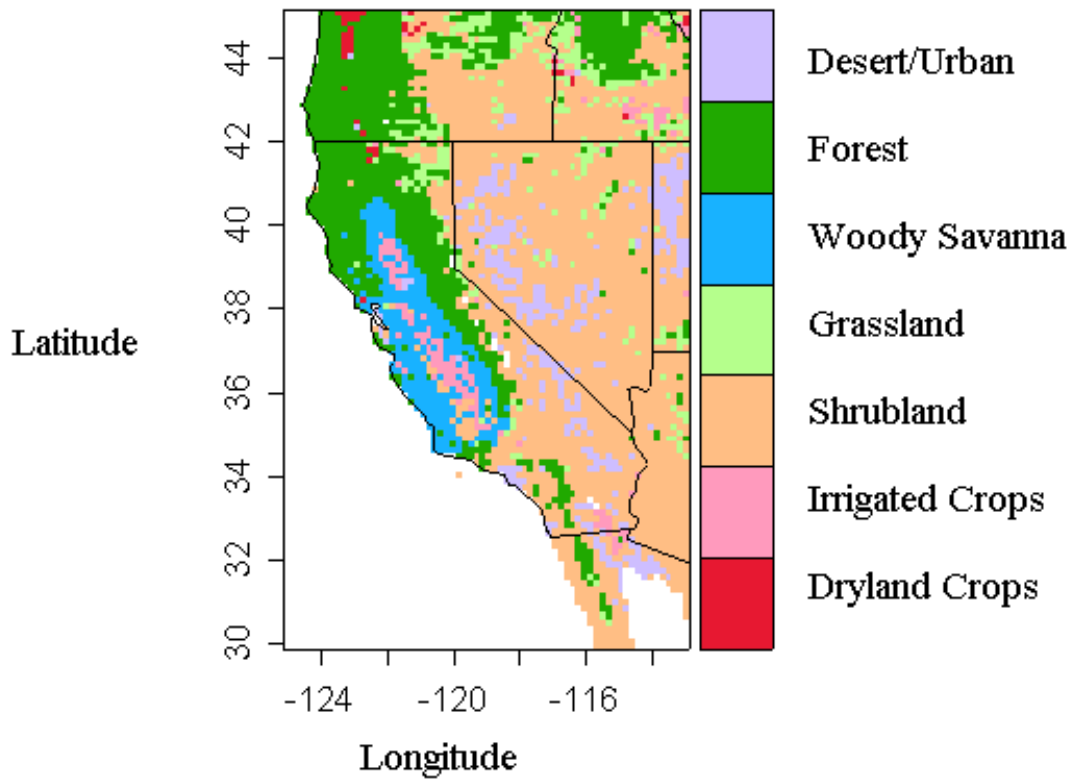 Latitude
44
42
40
38
36
34
32
30
-124
-120
-116
Longitude
Desert/Urban
Forest
Woody Savanna
Grassland
Shrubland
Irrigated Crops
Dryland Crops